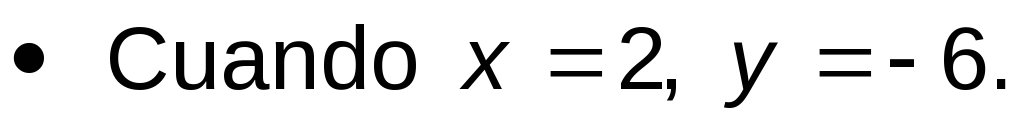 • Cuando x = 2, y = - 6.